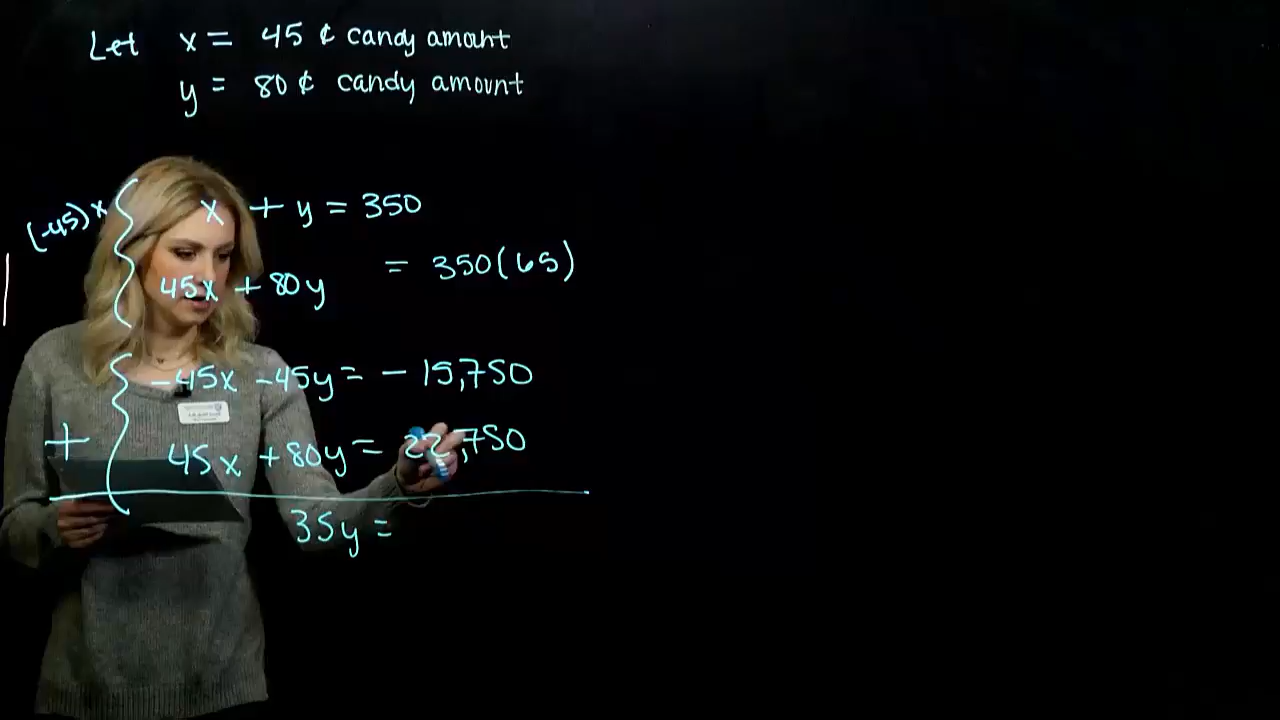 Let x = 45 ¢ candy amount
y = 80 ¢ candy amount
(-45) x
x + y = 350
45x + 80y = 350(65)
-45x -45y = - 15,750
+ 45x + 80y = 22,750
35y =